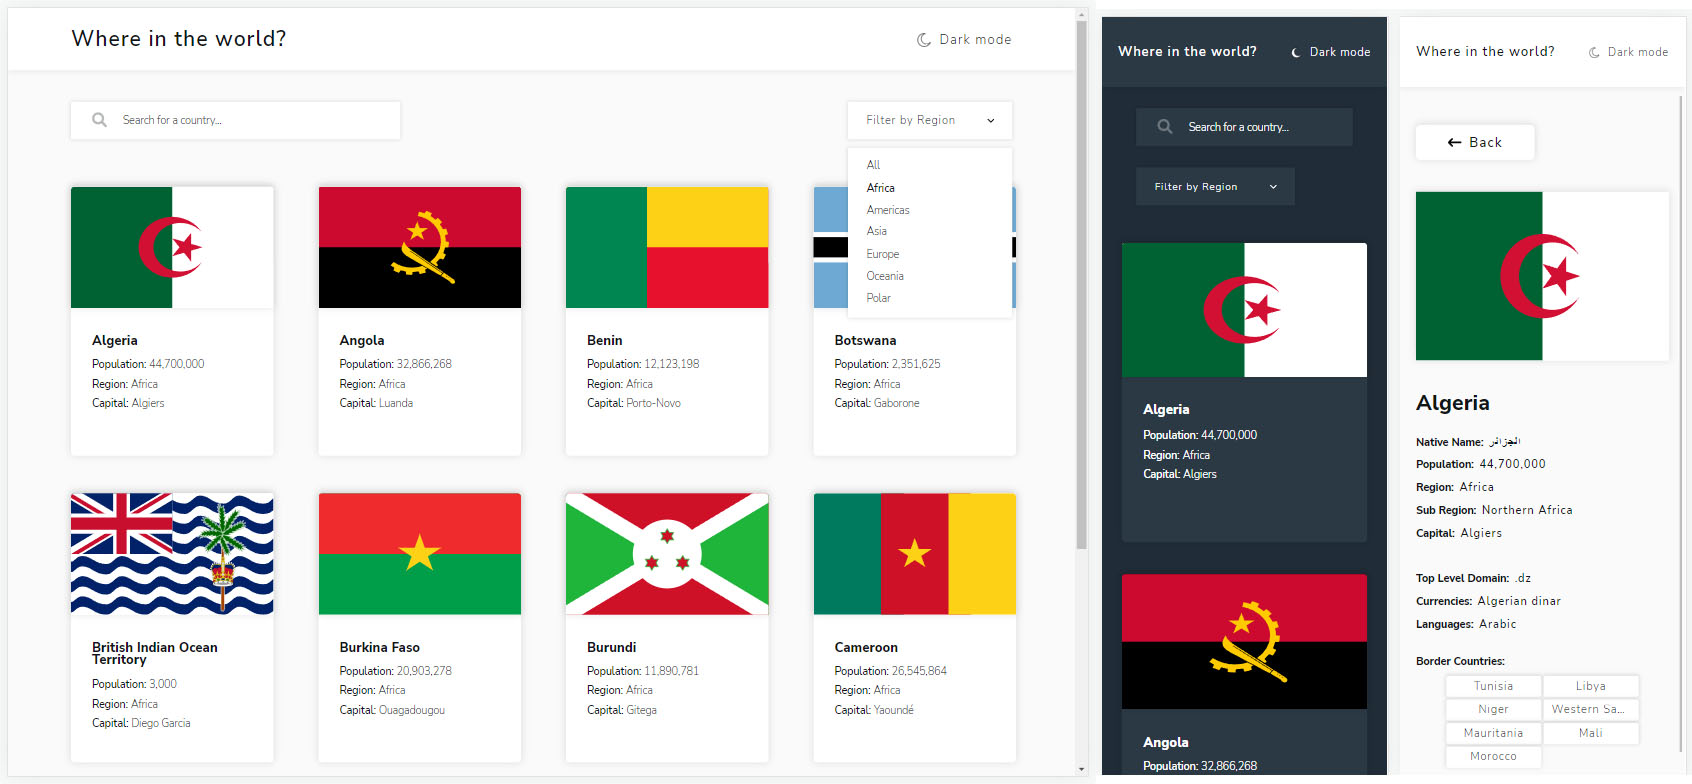 Where in the world?
Dark mode
Search for a country...
Filter by Region
All
Africa
Americas
Asia
Europe
Oceania
Polar
Algeria
Population: 44,700,000
Region: Africa
Capital: Algiers
Angola
Population: 32,866,268
Region: Africa
Capital: Luanda
Benin
Population: 12,123,198
Region: Africa
Capital: Porto-Novo
Botswana
Population: 2,351,625
Region: Africa
Capital: Gaborone
British Indian Ocean
Territory
Population: 3,000
Region: Africa
Capital: Diego Garcia
Burkina Faso
Population: 20,903,278
Region: Africa
Capital: Ouagadougou
Burundi
Population: 11,890,781
Region: Africa
Capital: Gitega
Cameroon
Population: 26,545,864
Region: Africa
Capital: Yaoundé
Where in the world?
Dark mode
Search for a country...
Filter by Region
Algeria
Population: 44,700,000
Region: Africa
Capital: Algiers
Angola
Population: 32,866,268
Where in the world?
Dark mode
Back
Algeria
Native Name: الجزائر
Population: 44,700,000
Region: Africa
Sub Region: Northern Africa
Capital: Algiers
Top Level Domain: .dz
Currencies: Algerian dinar
Languages: Arabic
Border Countries:
Tunisia
Libya
Niger
Western Sa...
Mauritania
Mali
Morocco